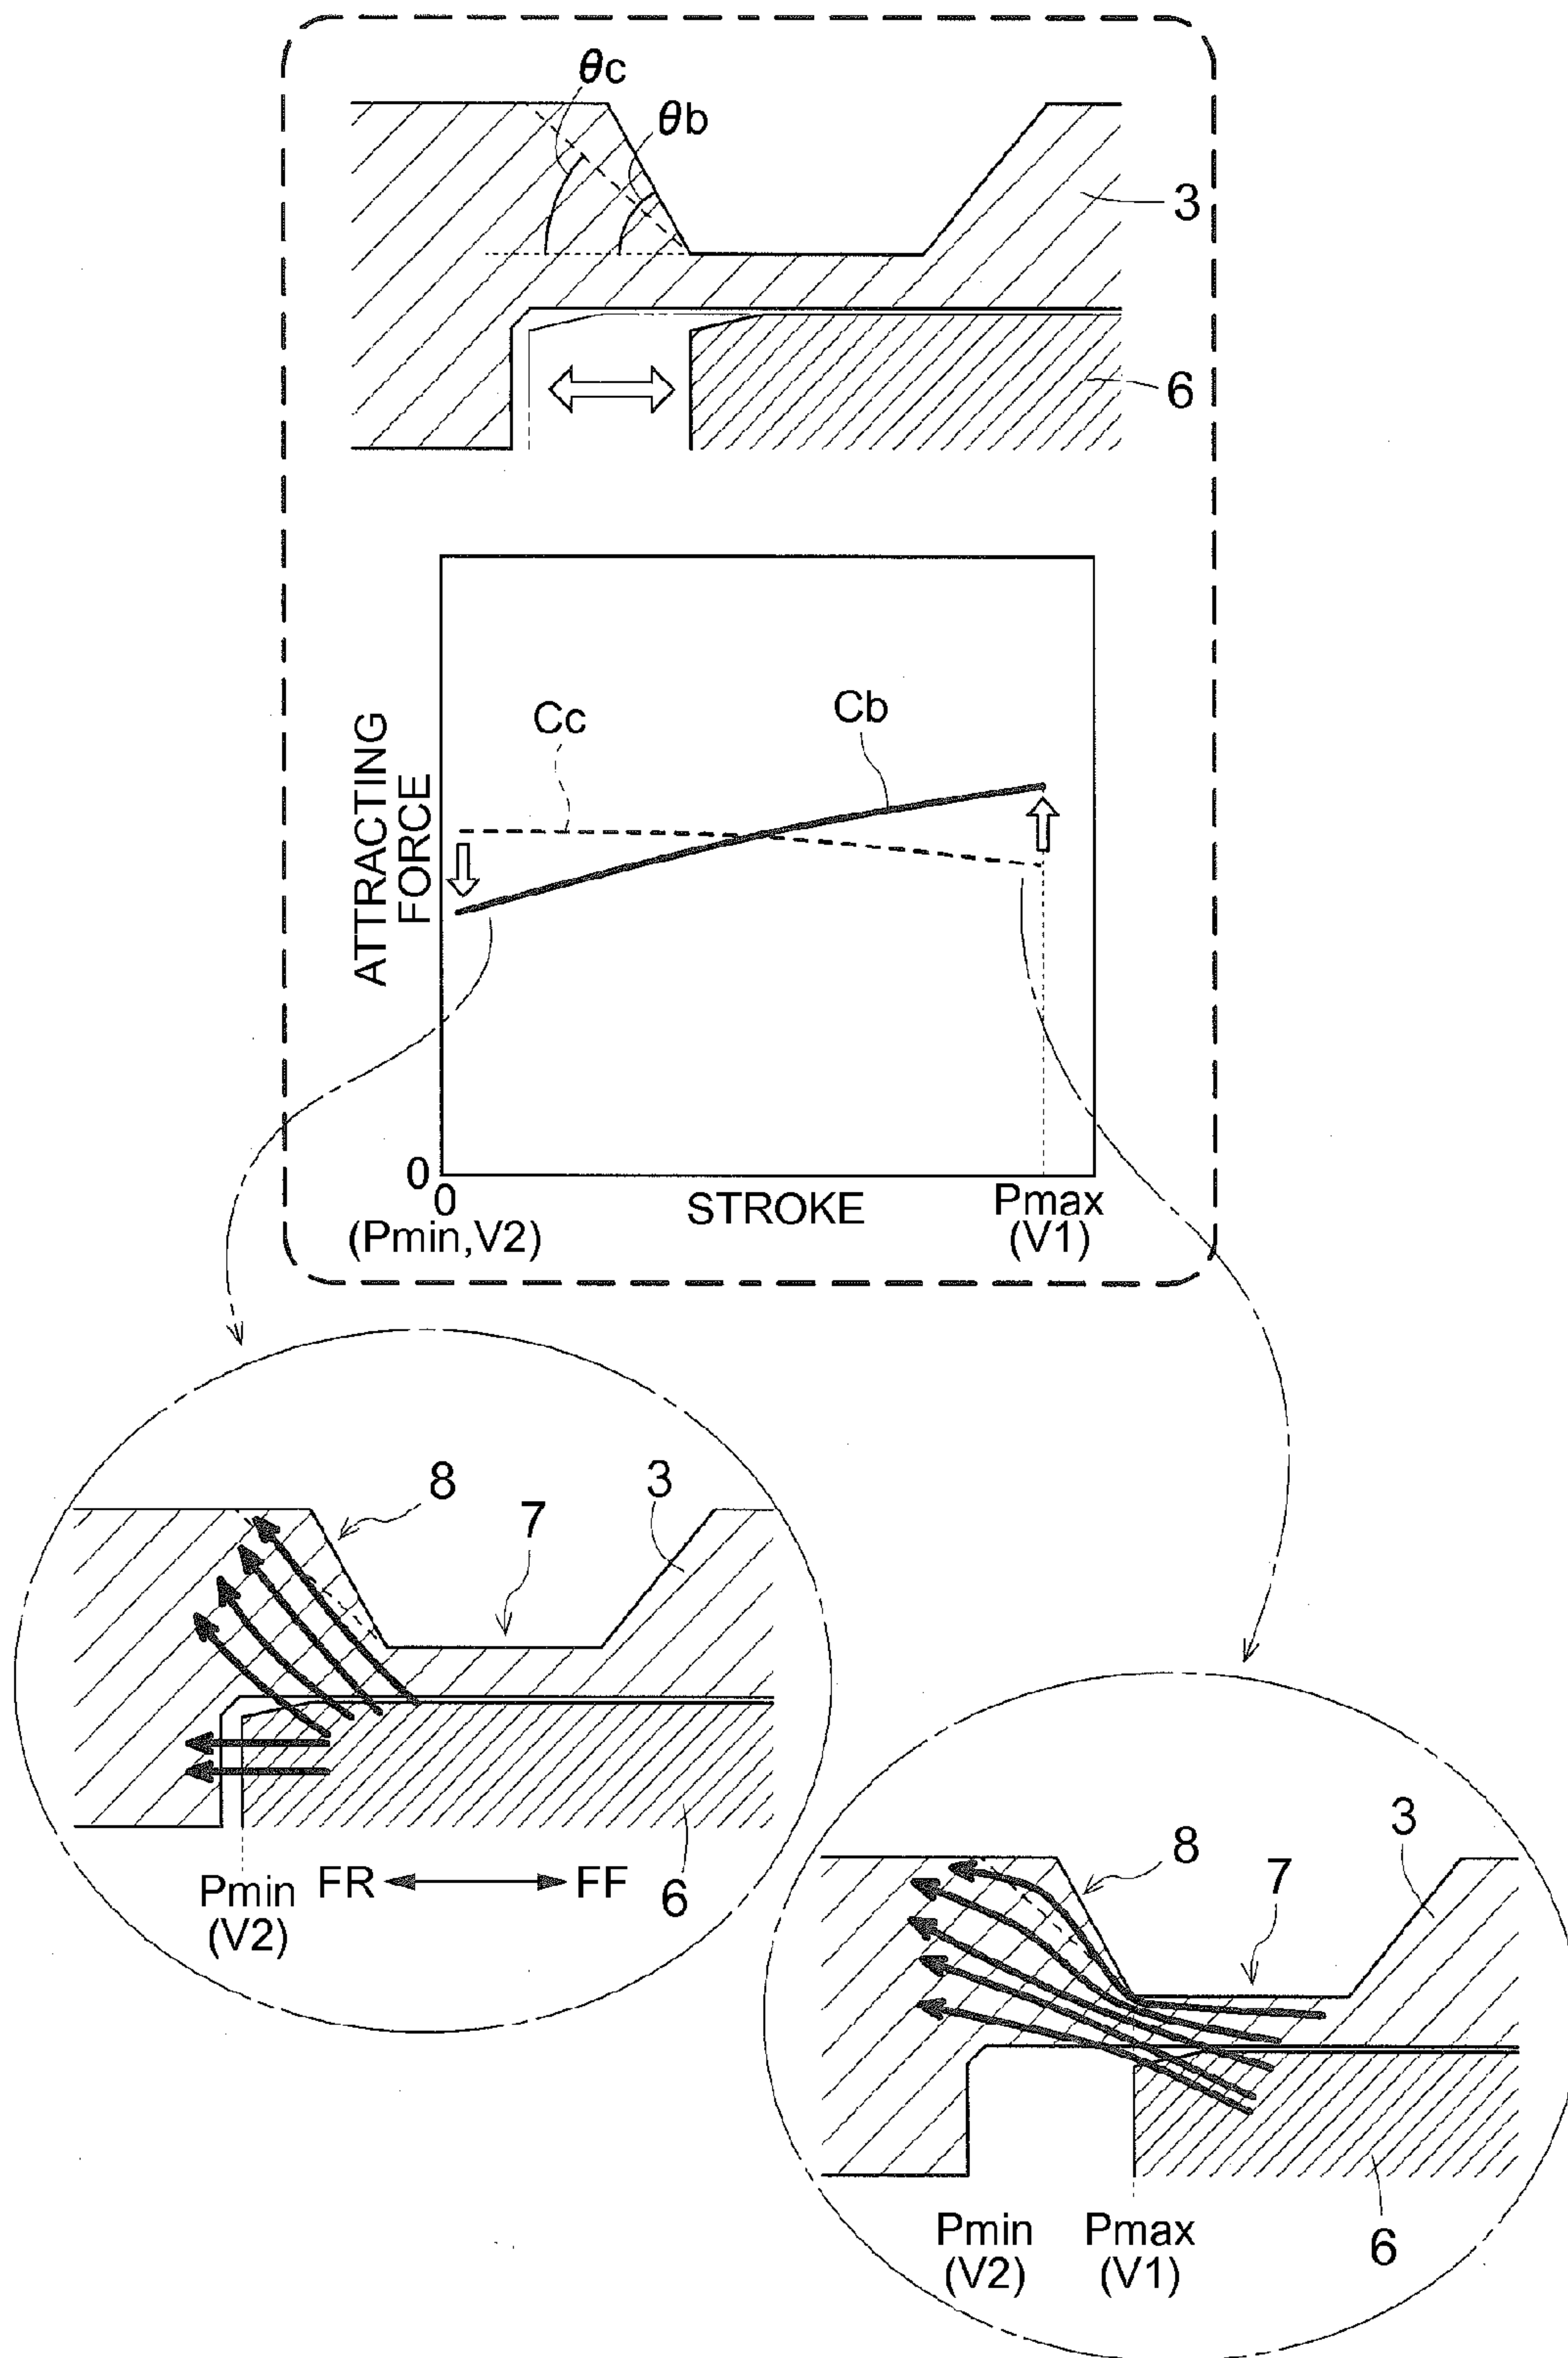 θc
θb
3
6
Cc
Cb
ATTRACTING
FORCE
0
0
(Pmin,V2)
STROKE
Pmax
(V1)
8
7
3
Pmin
(V2)
FR
FF
6
8
7
3
Pmin
(V2)
Pmax
(V1)
6